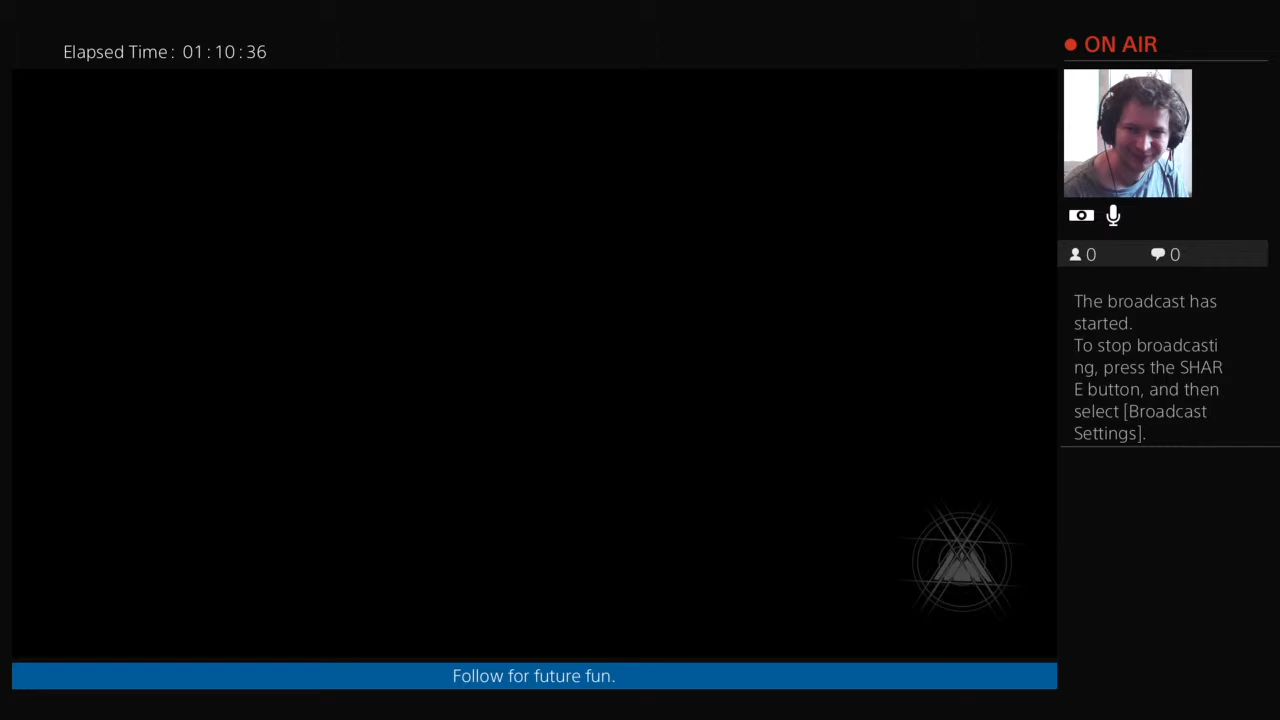 Elapsed Time: 01:10:36
ON AIR
0 0
The broadcast has
started.
To stop broadcasti
ng, press the SHAR
E button, and then
select [Broadcast
Settings].
Follow for future fun.